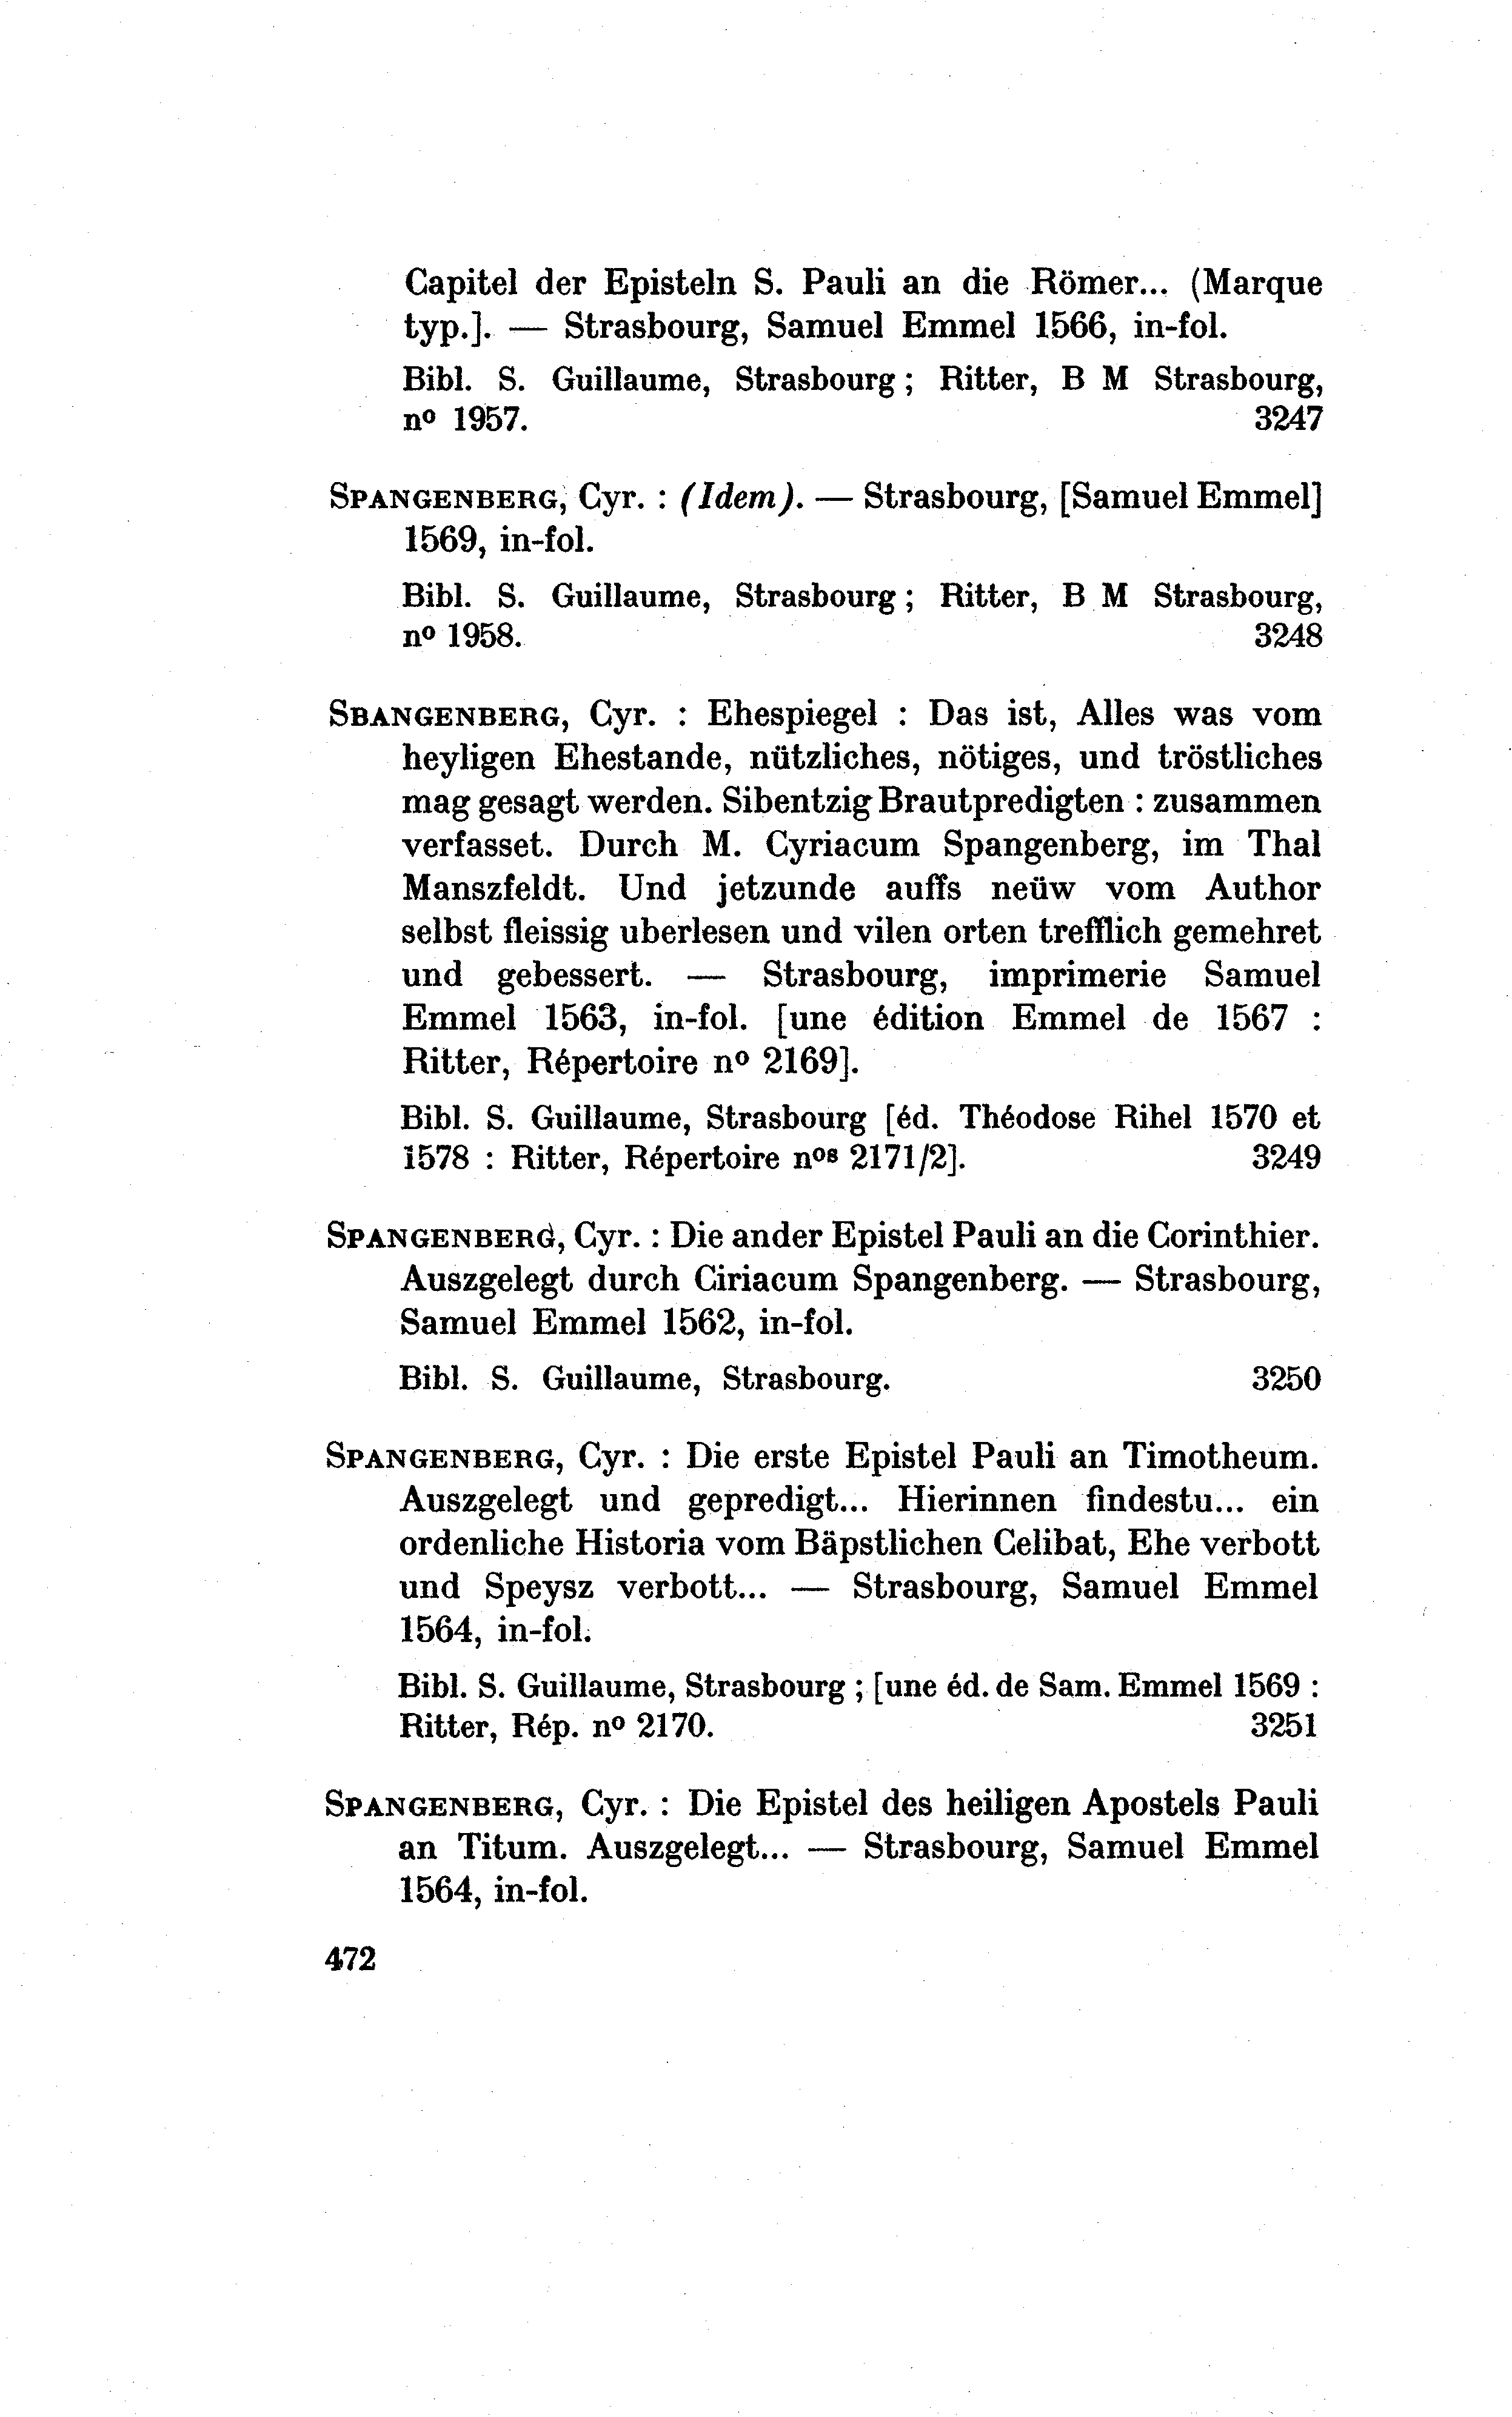 Capitel der Episteln S. Pauli an die Römer... (Marque
typ.]. — Strasbourg, Samuel Emmel 1566, in-fol.
Bibl. S. Guillaume, Strasbourg ; Ritter, B M Strasbourg,
nº 1957. 3247
SPANGENBERG, Cyr. : (Idem). — Strasbourg, [Samuel Emmel]
1569, in-fol.
Bibl. S. Guillaume, Strasbourg ; Ritter, B M Strasbourg,
nº 1958. 3248
SBANGENBERG, Cyr. : Ehespiegel : Das ist, Alles was vom
heyligen Ehestande, nützliches, nötiges, und tröstliches
mag gesagt werden. Sibentzig Brautpredigten : zusammen
verfasset. Durch M. Cyriacum Spangenberg, im Thal
Manszfeldt. Und jetzunde auffs neüw vom Author
selbst fleissig uberlesen und vilen orten trefflich gemehret
und gebessert. — Strasbourg, imprimerie Samuel
Emmel 1563, in-fol. [une édition Emmel de 1567 :
Ritter, Répertoire nº 2169].
Bibl. S. Guillaume, Strasbourg [éd. Théodose Rihel 1570 et
1578 : Ritter, Répertoire nos 2171/2]. 3249
SPANGENBERG, Cyr. : Die ander Epistel Pauli an die Corinthier.
Auszgelegt durch Ciriacum Spangenberg. — Strasbourg,
Samuel Emmel 1562, in-fol.
Bibl. S. Guillaume, Strasbourg. 3250
SPANGENBERG, Cyr. : Die erste Epistel Pauli an Timotheum.
Auszgelegt und gepredigt... Hierinnen findestu... ein
ordenliche Historia vom Bäpstlichen Celibat, Ehe verbott
und Speysz verbott... — Strasbourg, Samuel Emmel
1564, in-fol.
Bibl. S. Guillaume, Strasbourg ; [une éd. de Sam. Emmel 1569 :
Ritter, Rép. nº 2170. 3251
SPANGENBERG, Cyr. : Die Epistel des heiligen Apostels Pauli
an Titum. Auszgelegt... — Strasbourg, Samuel Emmel
1564, in-fol.
472